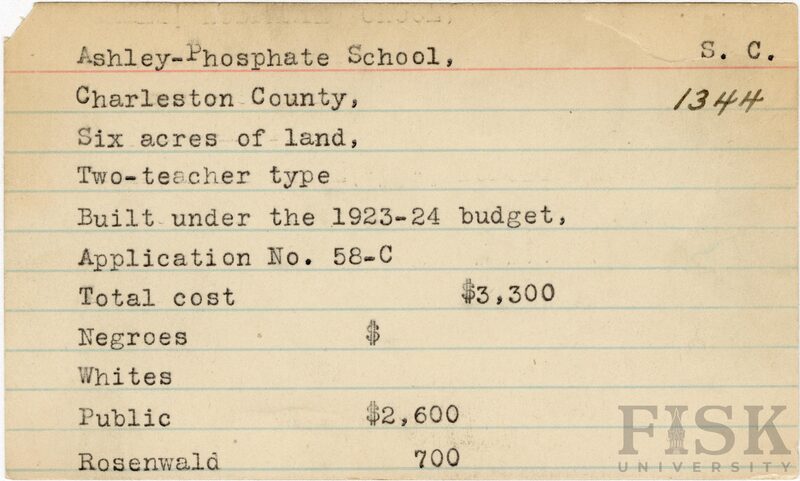 Ashley-Phosphate School, S. C.
Charleston County, 1344
Six acres of land,
Two-teacher type
Built under the 1923-24 budget,
Application No. 58-C
Total cost $3,300
Negroes $
Whites
Public $2,600
Rosenwald 700
FISK
UNIVERSITY